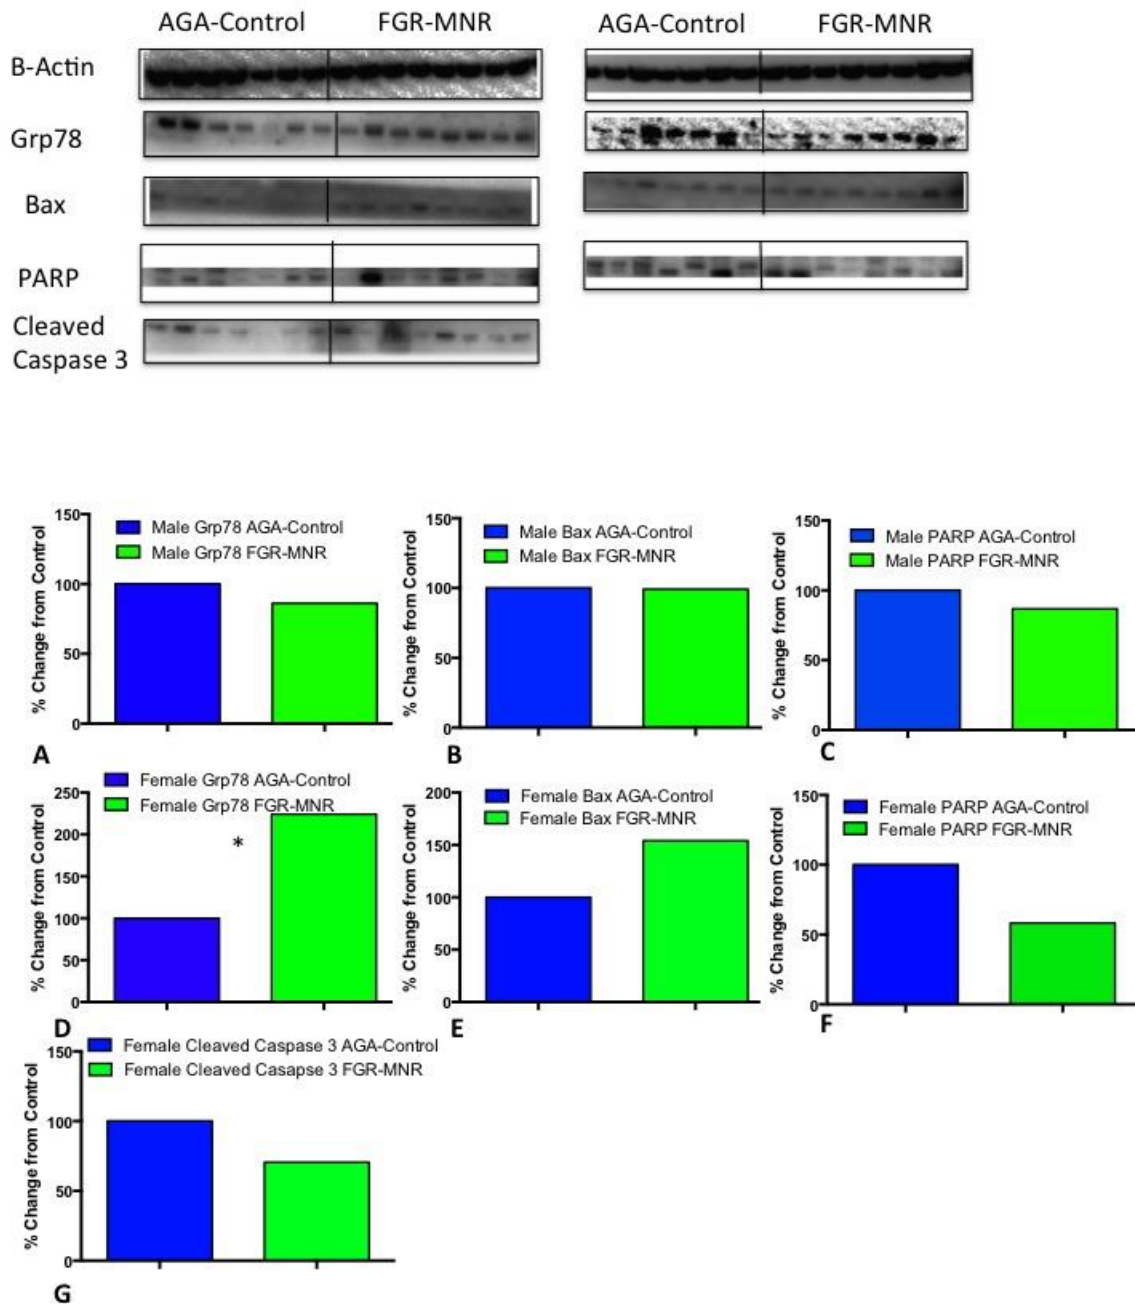 AGA-Control FGR-MNR AGA-Control FGR-MNR
B-Actin
Grp78
Bax
PARP
Cleaved
Caspase 3
Male Grp78 AGA-Control
Male Grp78 FGR-MNR
% Change from Control
150
100
50
0
A
Male Bax AGA-Control
Male Bax FGR-MNR
% Change from Control
150
100
50
0
B
Male PARP AGA-Control
Male PARP FGR-MNR
% Change from Control
150
100
50
0
C
Female Grp78 AGA-Control
Female Grp78 FGR-MNR
% Change from Control
250
200
150
100
50
0
*
D
Female Bax AGA-Control
Female Bax FGR-MNR
% Change from Control
200
150
100
50
0
E
Female PARP AGA-Control
Female PARP FGR-MNR
% Change from Control
150
100
50
0
F
Female Cleaved Caspase 3 AGA-Control
Female Cleaved Casapse 3 FGR-MNR
% Change from Control
150
100
50
0
G